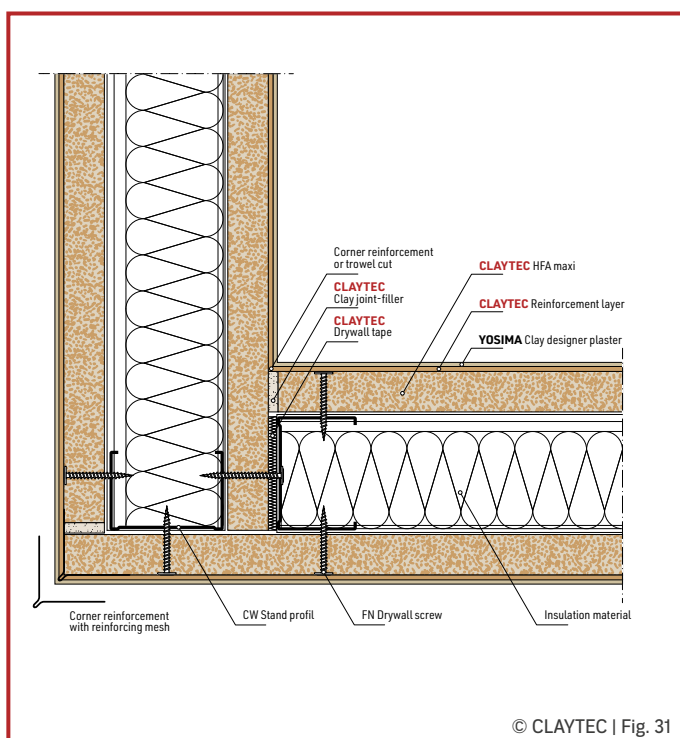 Corner reinforcement
or trowel cut
CLAYTEC
Clay joint-filler
CLAYTEC
Drywall tape
CLAYTEC HFA maxi
CLAYTEC Reinforcement layer
YOSIMA Clay designer plaster
Corner reinforcement
with reinforcing mesh
CW Stand profil
FN Drywall screw
Insulation material
© CLAYTEC | Fig. 31